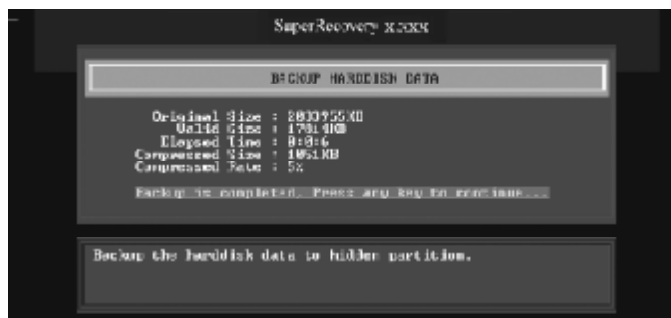 SuperRecovery x.xxx
BACKUP HARDDISK DATA
Original Size : 2033955KB
Valid Size :
Elapsed Time : 0:0:6
Compressed Size : 1051KB
Compressed Rate : 5%
Backup is completed. Press any key to continue...
Backup the harddisk data to hidden partition.